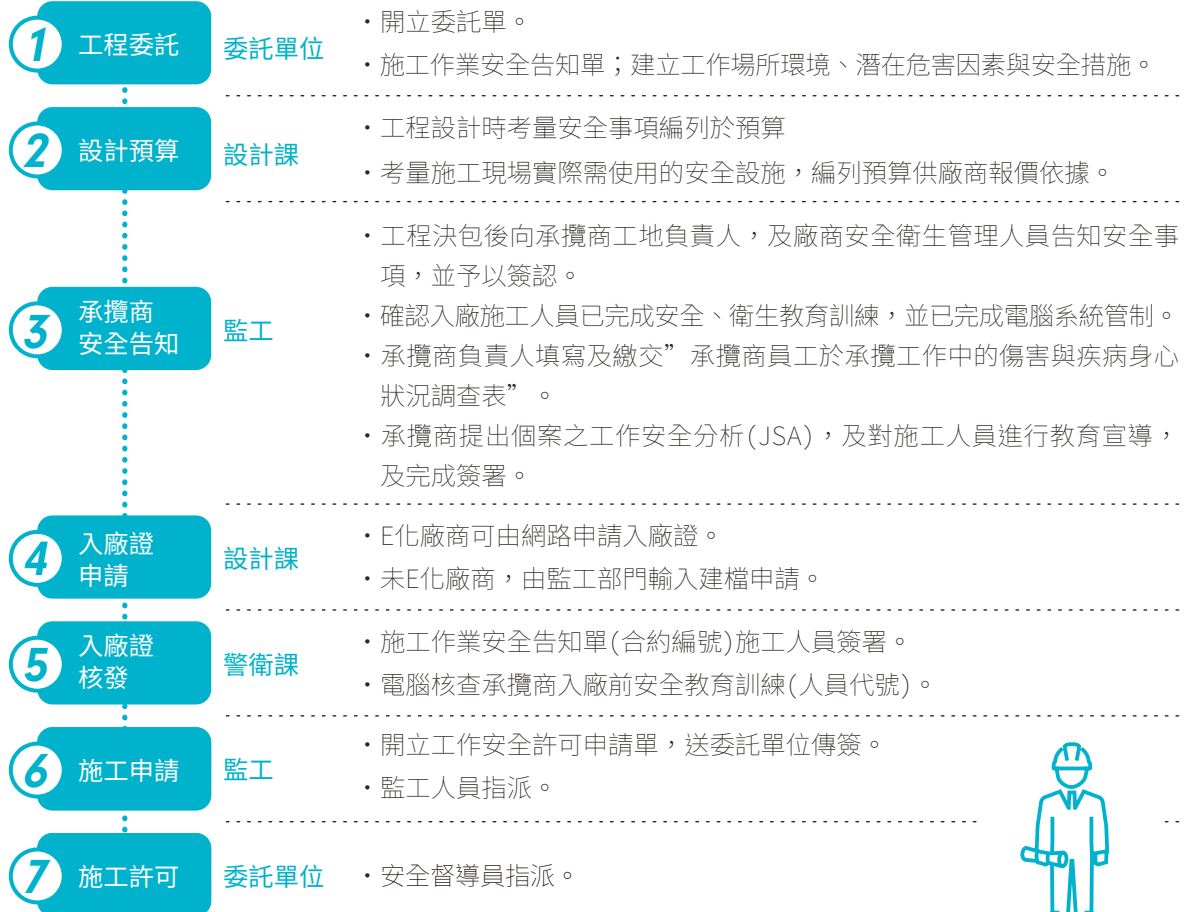 1 工程委託 委託單位
・開立委託單。
・施工作業安全告知單；建立工作場所環境、潛在危害因素與安全措施。
2 設計預算 設計課
・工程設計時考量安全事項編列於預算
・考量施工現場實際需使用的安全設施，編列預算供廠商報價依據。
3 承攬商
安全告知 監工
・工程決包後向承攬商工地負責人，及廠商安全衛生管理人員告知安全事
項，並予以簽認。
・確認入廠施工人員已完成安全、衛生教育訓練，並已完成電腦系統管制。
・承攬商負責人填寫及繳交”承攬商員工於承攬工作中的傷害與疾病身心
狀況調查表”。
・承攬商提出個案之工作安全分析(JSA)，及對施工人員進行教育宣導，
及完成簽署。
4 入廠證
申請 設計課
・E化廠商可由網路申請入廠證。
・未E化廠商，由監工部門輸入建檔申請。
5 入廠證
核發 警衛課
・施工作業安全告知單(合約編號)施工人員簽署。
・電腦核查承攬商入廠前安全教育訓練(人員代號)。
6 施工申請 監工
・開立工作安全許可申請單，送委託單位傳簽。
・監工人員指派。
7 施工許可 委託單位
・安全督導員指派。